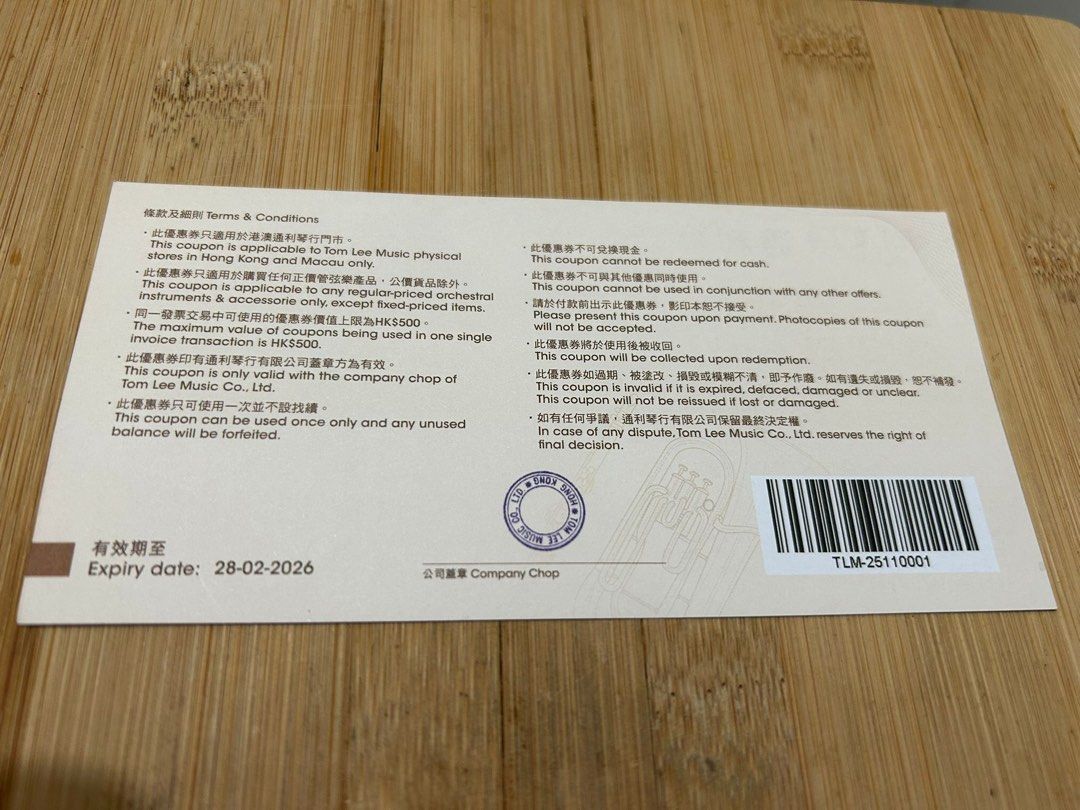 條款及細則 Terms & Conditions
· 此優惠券只適用於港澳通利琴行門市。
This coupon is applicable to Tom Lee Music physical
stores in Hong Kong and Macau only.
· 此優惠券只適用於購買任何正價管弦樂產品，公價貨品除外。
This coupon is applicable to any regular-priced orchestral
instruments & accessorie only, except fixed-priced items.
· 同一發票交易中可使用的優惠券價值上限為HK$500。
The maximum value of coupons being used in one single
invoice transaction is HK$500.
· 此優惠券印有通利琴行有限公司蓋章方為有效。
This coupon is only valid with the company chop of
Tom Lee Music Co., Ltd.
· 此優惠券只可使用一次並不設找續。
This coupon can be used once only and any unused
balance will be forfeited.
· 此優惠券不可兌換現金。
This coupon cannot be redeemed for cash.
· 此優惠券不可與其他優惠同時使用。
This coupon cannot be used in conjunction with any other offers.
· 請於付款前出示此優惠券，影印本恕不接受。
Please present this coupon upon payment. Photocopies of this coupon
will not be accepted.
· 此優惠券將於使用後被收回。
This coupon will be collected upon redemption.
· 此優惠券如過期、被塗改、損毀或模糊不清，即予作廢。如有遺失或損毀，恕不補發。
This coupon is invalid if it is expired, defaced, damaged or unclear.
This coupon will not be reissued if lost or damaged.
· 如有任何爭議，通利琴行有限公司保留最終決定權。
In case of any dispute, Tom Lee Music Co., Ltd. reserves the right of
final decision.
有效期至
Expiry date: 28-02-2026
TOM LEE MUSIC CO., LTD. * HONG KONG *
公司蓋章 Company Chop
TLM-25110001